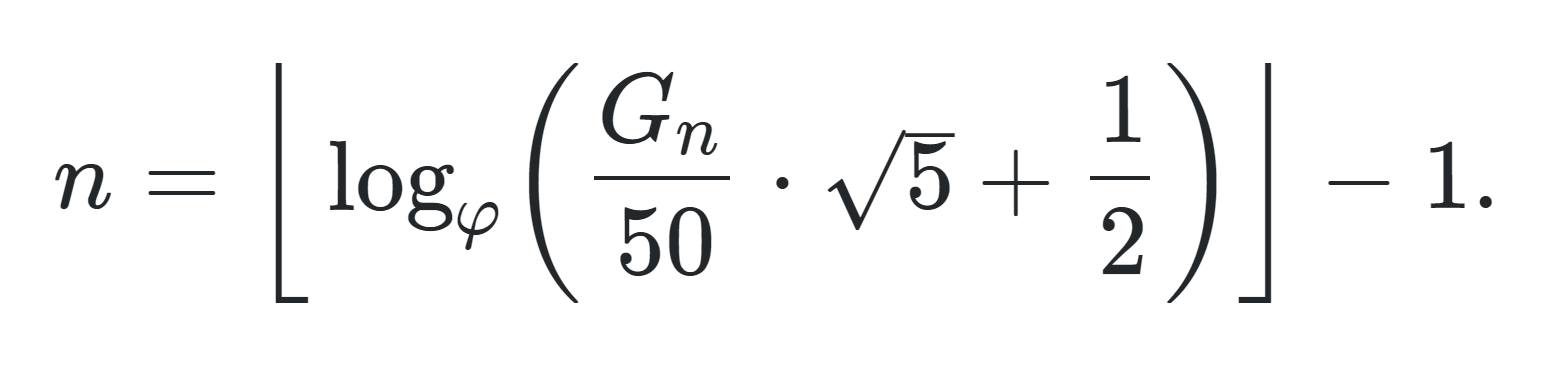 n = ⌊log_φ(G_n/50 · √5 + 1/2)⌋ − 1.